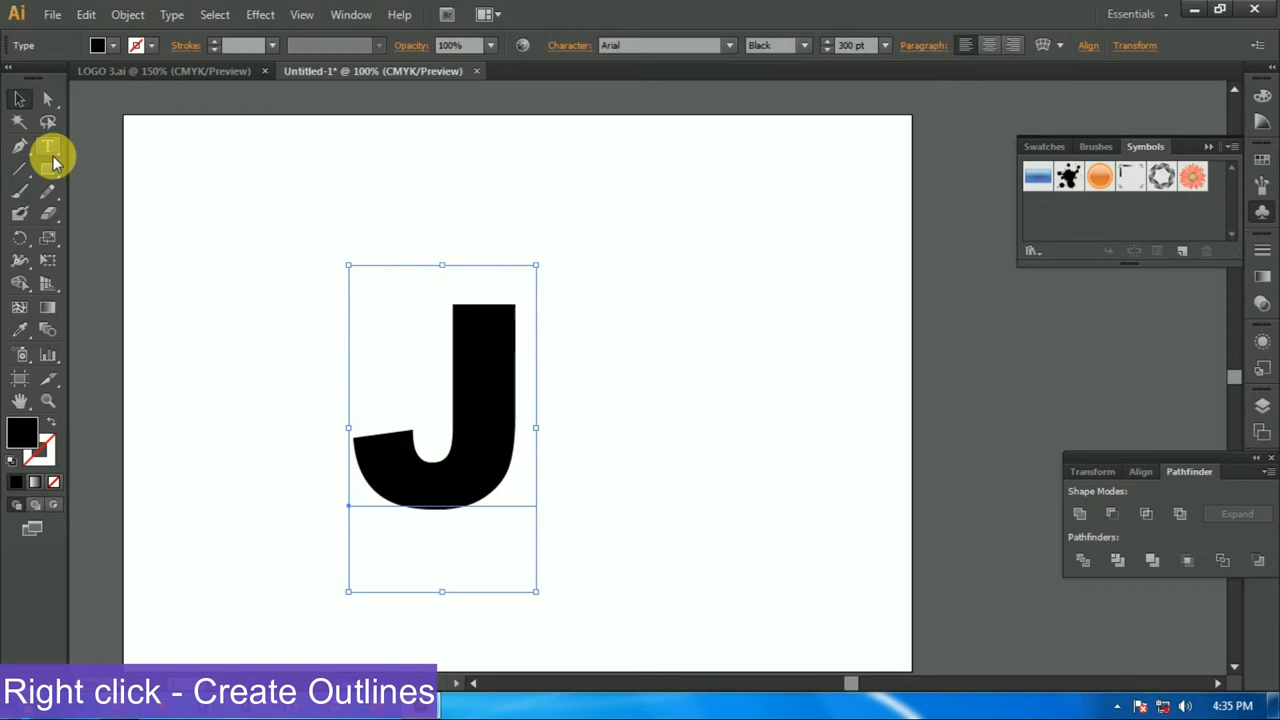 Ai File Edit Object Type Select Effect View Window Help Br Essentials
Type Stroke: Opacity: 100% Character: Arial Black 300 pt Paragraph: Align Transform
LOGO 3.ai @ 150% (CMYK/Preview) × Untitled-1* @ 100% (CMYK/Preview) ×
T
Swatches Brushes Symbols
J
Transform Align Pathfinder
Shape Modes:
Expand
Pathfinders:
Right click - Create Outlines
4:35 PM